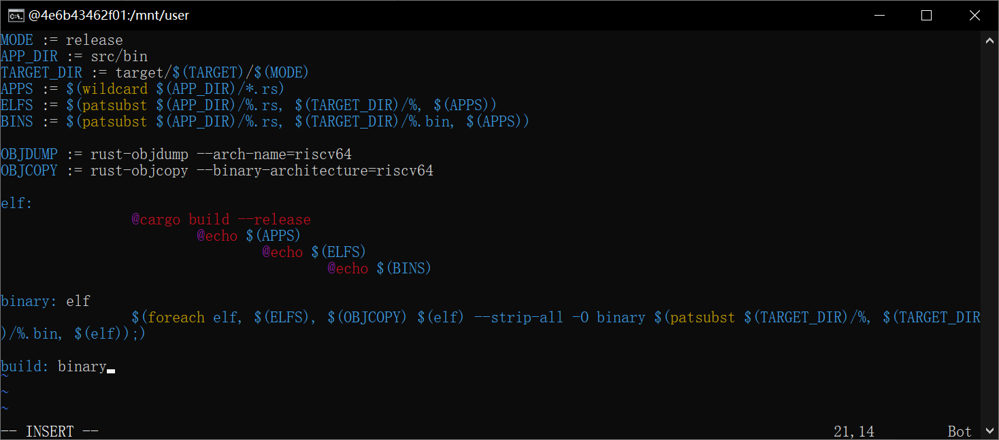 @4e6b43462f01:/mnt/user
MODE := release
APP_DIR := src/bin
TARGET_DIR := target/$(TARGET)/$(MODE)
APPS := $(wildcard $(APP_DIR)/*.rs)
ELFS := $(patsubst $(APP_DIR)/%.rs, $(TARGET_DIR)/%, $(APPS))
BINS := $(patsubst $(APP_DIR)/%.rs, $(TARGET_DIR)/%.bin, $(APPS))
OBJDUMP := rust-objdump --arch-name=riscv64
OBJCOPY := rust-objcopy --binary-architecture=riscv64
elf:
@cargo build --release
@echo $(APPS)
@echo $(ELFS)
@echo $(BINS)
binary: elf
$(foreach elf, $(ELFS), $(OBJCOPY) $(elf) --strip-all -O binary $(patsubst $(TARGET_DIR)/%, $(TARGET_DIR
)/%.bin, $(elf));)
build: binary
~
~
~
-- INSERT -- 21,14 Bot